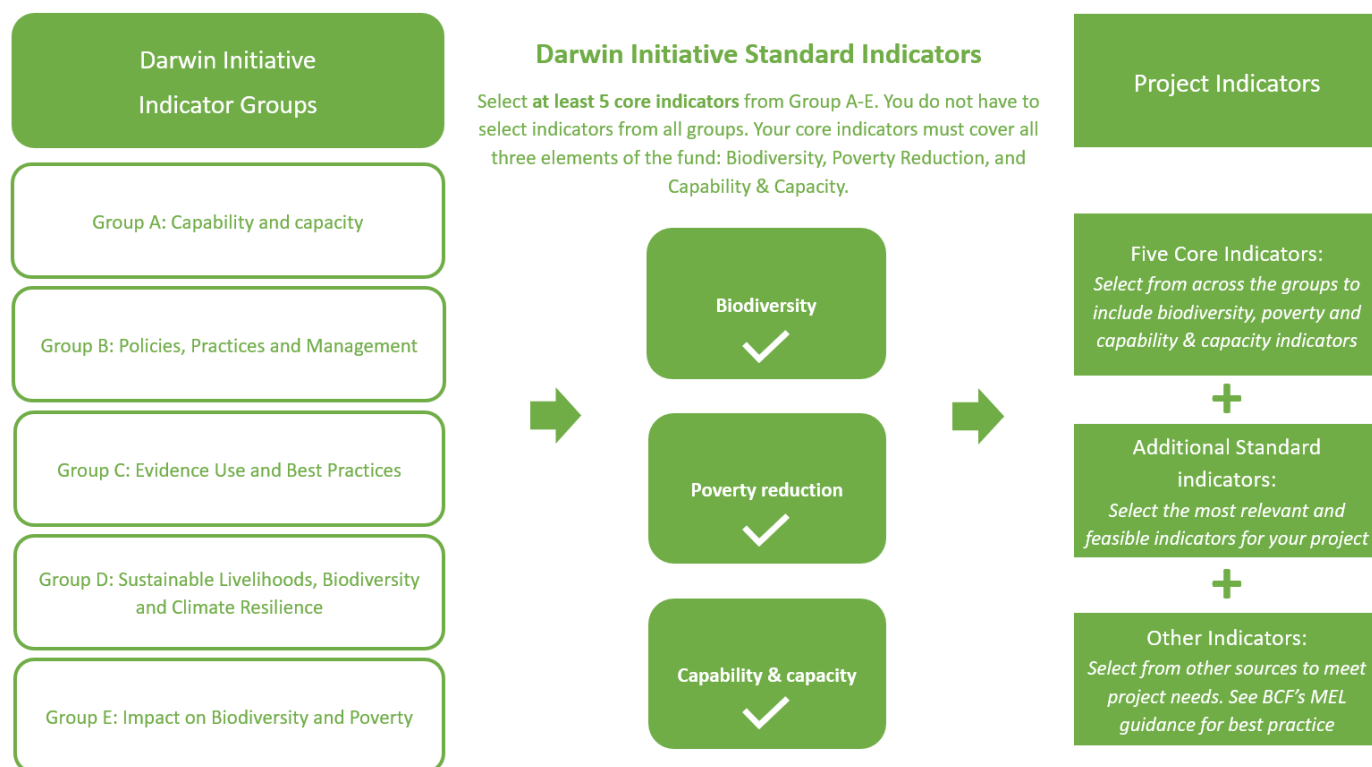 Darwin Initiative
Indicator Groups
Group A: Capability and capacity
Group B: Policies, Practices and Management
Group C: Evidence Use and Best Practices
Group D: Sustainable Livelihoods, Biodiversity
and Climate Resilience
Group E: Impact on Biodiversity and Poverty
Darwin Initiative Standard Indicators
Select at least 5 core indicators from Group A-E. You do not have to
select indicators from all groups. Your core indicators must cover all
three elements of the fund: Biodiversity, Poverty Reduction, and
Capability & Capacity.
Biodiversity
Poverty reduction
Capability & capacity
Project Indicators
Five Core Indicators:
Select from across the groups to
include biodiversity, poverty and
capability & capacity indicators
+
Additional Standard
indicators:
Select the most relevant and
feasible indicators for your project
+
Other Indicators:
Select from other sources to meet
project needs. See BCF’s MEL
guidance for best practice